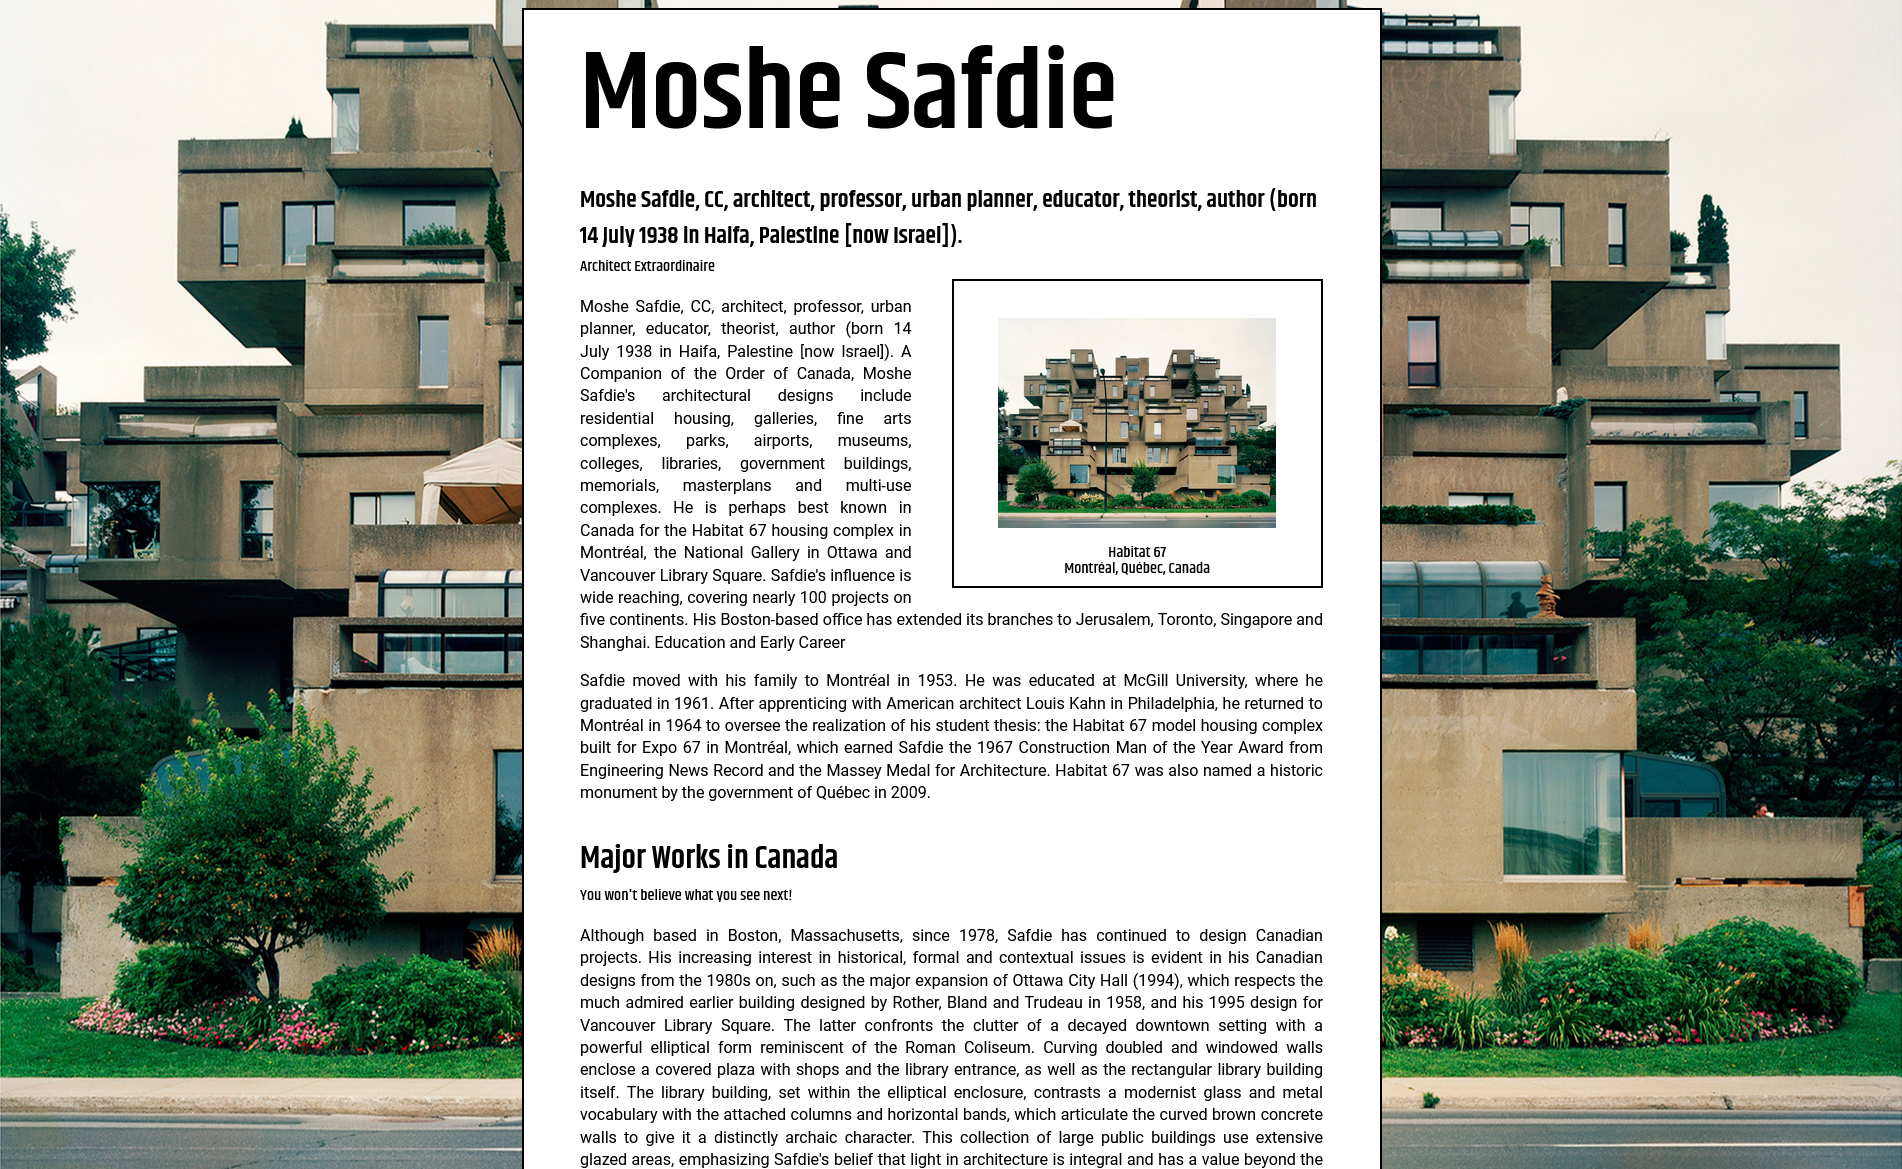 Moshe Safdie
Moshe Safdie, CC, architect, professor, urban planner, educator, theorist, author (born
14 July 1938 in Haifa, Palestine [now Israel]).
Architect Extraordinaire
Moshe Safdie, CC, architect, professor, urban
planner, educator, theorist, author (born 14
July 1938 in Haifa, Palestine [now Israel]). A
Companion of the Order of Canada, Moshe
Safdie's architectural designs include
residential housing, galleries, fine arts
complexes, parks, airports, museums,
colleges, libraries, government buildings,
memorials, masterplans and multi-use
complexes. He is perhaps best known in
Canada for the Habitat 67 housing complex in
Montréal, the National Gallery in Ottawa and
Vancouver Library Square. Safdie's influence is
wide reaching, covering nearly 100 projects on
five continents. His Boston-based office has extended its branches to Jerusalem, Toronto, Singapore and
Shanghai. Education and Early Career
Habitat 67
Montréal, Québec, Canada
Safdie moved with his family to Montréal in 1953. He was educated at McGill University, where he
graduated in 1961. After apprenticing with American architect Louis Kahn in Philadelphia, he returned to
Montréal in 1964 to oversee the realization of his student thesis: the Habitat 67 model housing complex
built for Expo 67 in Montréal, which earned Safdie the 1967 Construction Man of the Year Award from
Engineering News Record and the Massey Medal for Architecture. Habitat 67 was also named a historic
monument by the government of Québec in 2009.
Major Works in Canada
You won't believe what you see next!
Although based in Boston, Massachusetts, since 1978, Safdie has continued to design Canadian
projects. His increasing interest in historical, formal and contextual issues is evident in his Canadian
designs from the 1980s on, such as the major expansion of Ottawa City Hall (1994), which respects the
much admired earlier building designed by Rother, Bland and Trudeau in 1958, and his 1995 design for
Vancouver Library Square. The latter confronts the clutter of a decayed downtown setting with a
powerful elliptical form reminiscent of the Roman Coliseum. Curving doubled and windowed walls
enclose a covered plaza with shops and the library entrance, as well as the rectangular library building
itself. The library building, set within the elliptical enclosure, contrasts a modernist glass and metal
vocabulary with the attached columns and horizontal bands, which articulate the curved brown concrete
walls to give it a distinctly archaic character. This collection of large public buildings use extensive
glazed areas, emphasizing Safdie's belief that light in architecture is integral and has a value beyond the